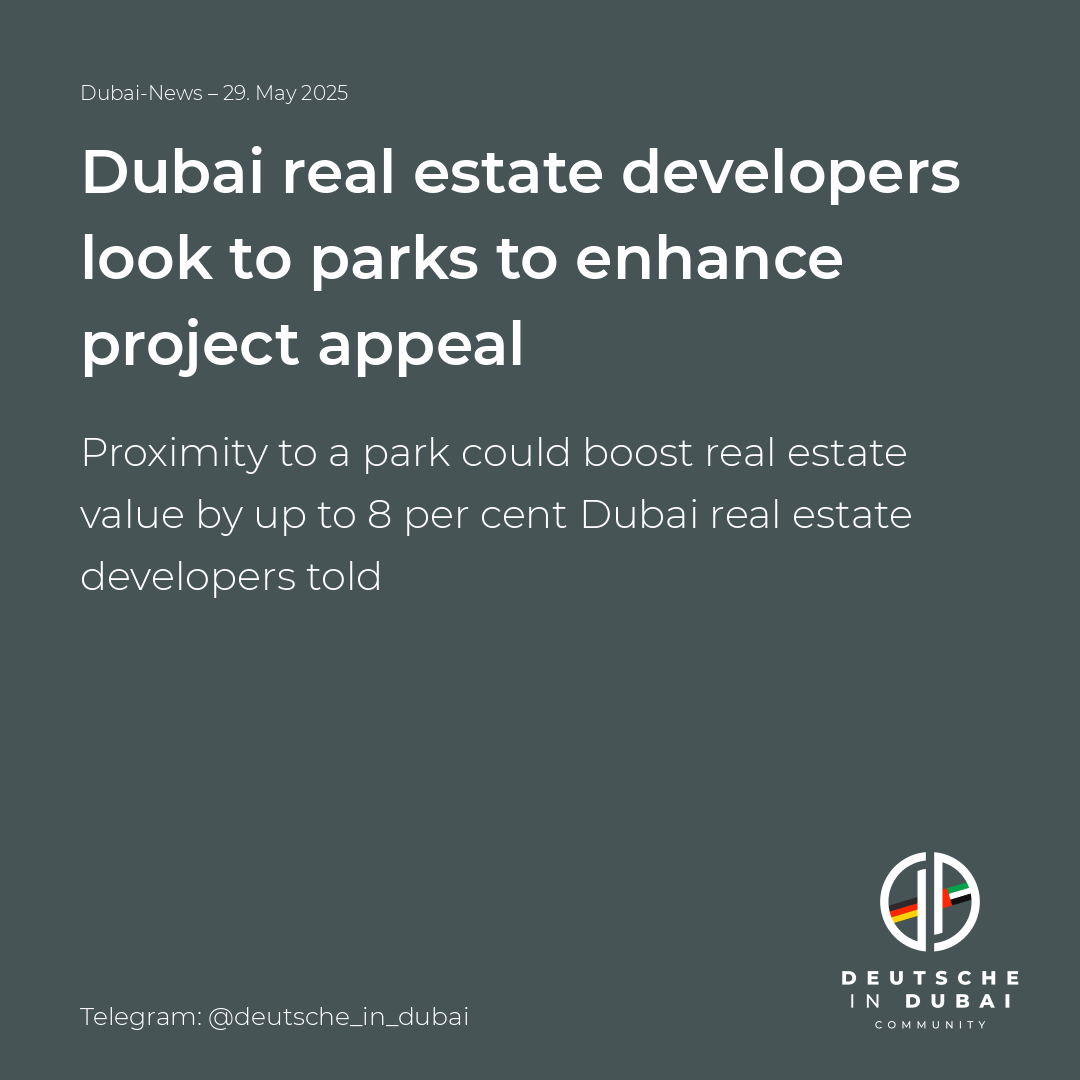 Dubai-News – 29. May 2025
Dubai real estate developers
look to parks to enhance
project appeal
Proximity to a park could boost real estate
value by up to 8 per cent Dubai real estate
developers told
DEUTSCHE
IN DUBAI
COMMUNITY
Telegram: @deutsche_in_dubai